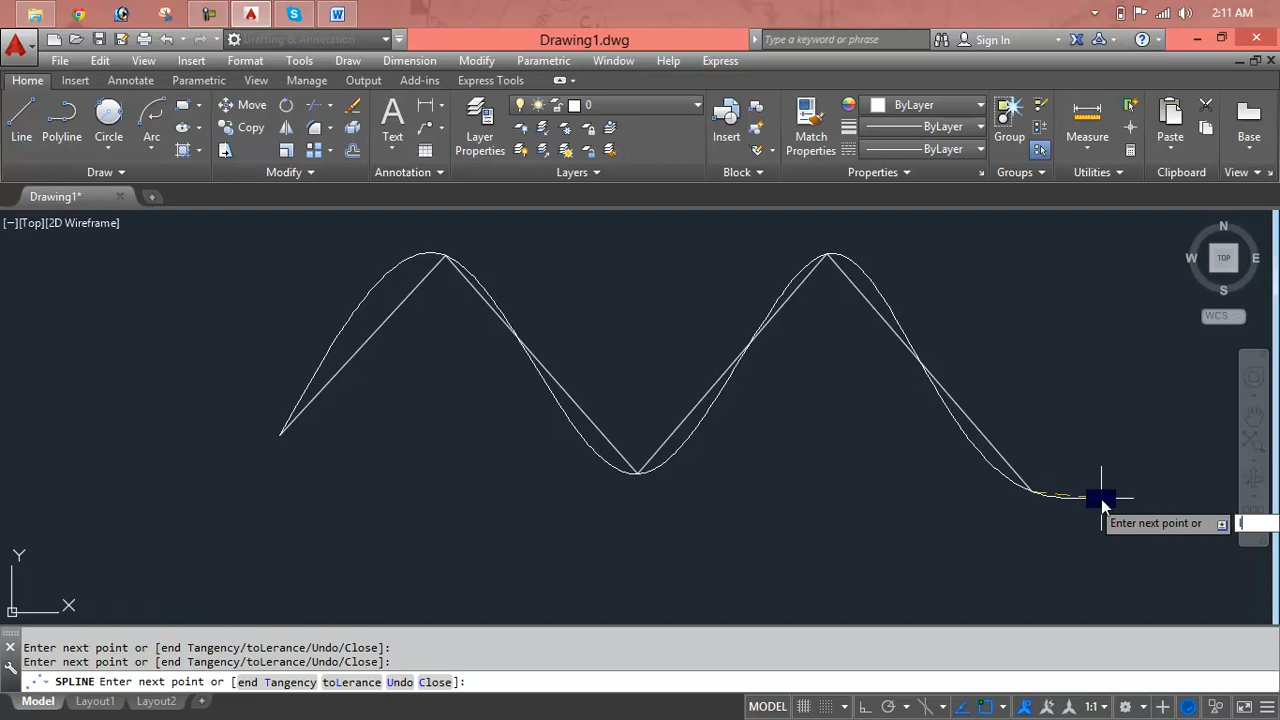 2:11 AM
Drafting & Annotation
Drawing1.dwg
Type a keyword or phrase
Sign In
File Edit View Insert Format Tools Draw Dimension Modify Parametric Window Help Express
Home Insert Annotate Parametric View Manage Output Add-ins Express Tools
Move
0
ByLayer
Line Polyline Circle Arc
Copy
Text
Layer
Properties
Insert
Match
Properties
ByLayer
ByLayer
Group
Measure
Paste
Base
Draw Modify Annotation Layers Block Properties Groups Utilities Clipboard View
Drawing1*
[−][Top][2D Wireframe]
N
W TOP E
S
WCS
Enter next point or
l
Y
X
Enter next point or [end Tangency/toLerance/Undo/Close]:
Enter next point or [end Tangency/toLerance/Undo/Close]:
SPLINE Enter next point or [end Tangency toLerance Undo Close]:
Model Layout1 Layout2
MODEL
1:1